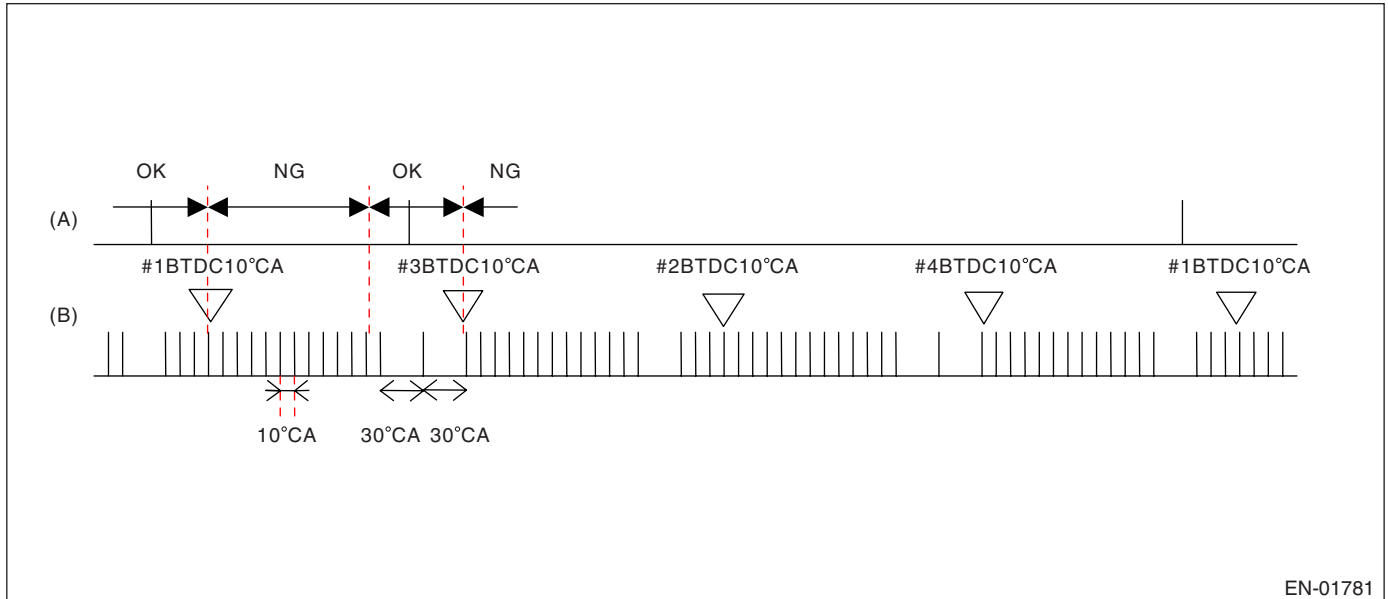 OK NG OK NG
(A)
#1BTDC10°CA #3BTDC10°CA #2BTDC10°CA #4BTDC10°CA #1BTDC10°CA
(B)
10°CA 30°CA 30°CA
EN-01781